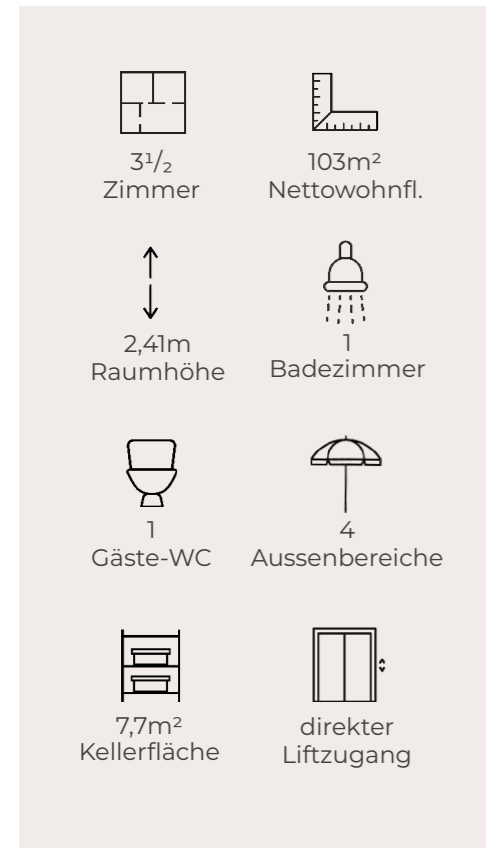 3¹/₂
Zimmer
103m²
Nettowohnfl.
2,41m
Raumhöhe
1
Badezimmer
1
Gäste-WC
4
Aussenbereiche
7,7m²
Kellerfläche
direkter
Liftzugang